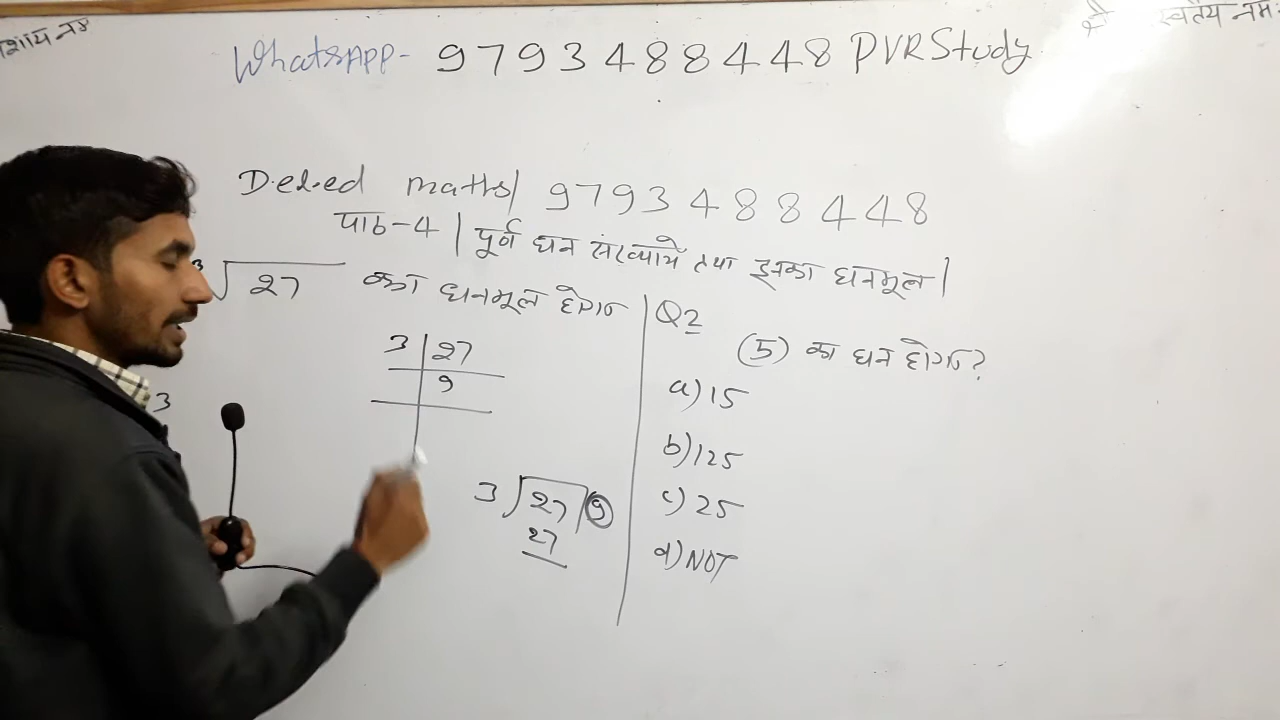 WhatsApp- 9793488448 PVRStudy
D.el.ed maths/ 9793488448
पाठ-4 | पूर्ण घन संख्यायें तथा इनका घनमूल |
3√27 का घनमूल होगा
3 | 27
9
3
3 √27/9
27
Q2
(5) का घन होगा?
a) 15
b) 125
c) 25
d) NOT